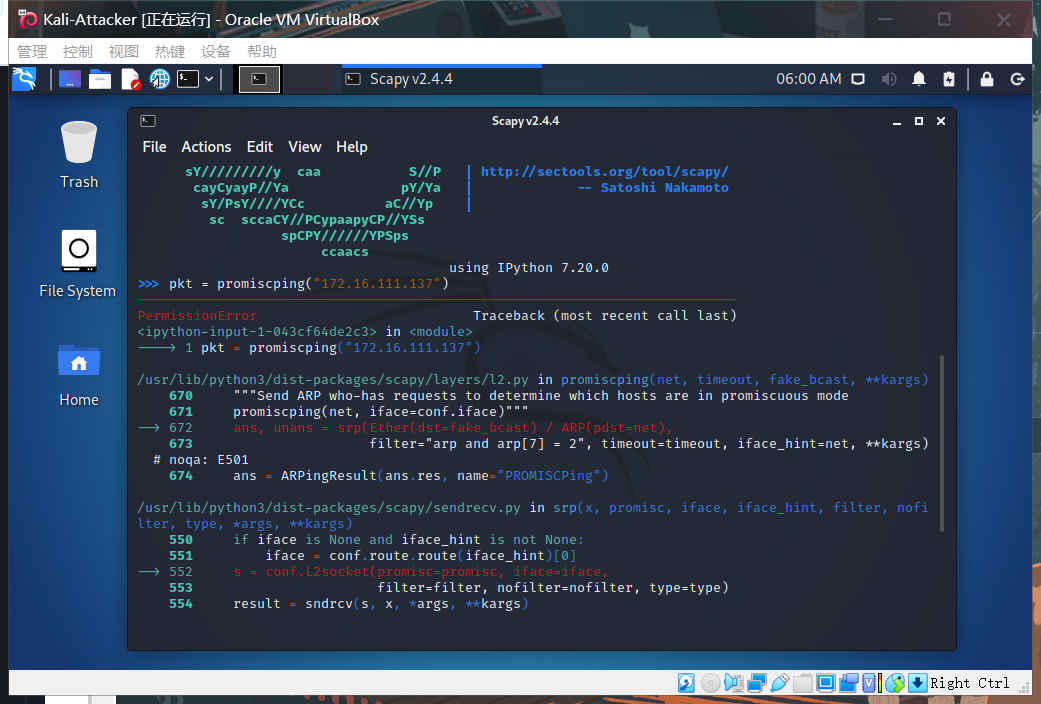 Kali-Attacker [正在运行] - Oracle VM VirtualBox
管理 控制 视图 热键 设备 帮助
Scapy v2.4.4 06:00 AM
Scapy v2.4.4
File Actions Edit View Help
Trash
File System
Home
sY/////////y  caa           S//P   | http://sectools.org/tool/scapy/
cayCyayP//Ya              pY/Ya   |             -- Satoshi Nakamoto
sY/PsY////YCc          aC//Yp    |
sc  sccaCY//PCypaapyCP//YSs
spCPY//////YPSps
ccaacs
using IPython 7.20.0
>>> pkt = promiscping("172.16.111.137")
PermissionError                           Traceback (most recent call last)
<ipython-input-1-043cf64de2c3> in <module>
----> 1 pkt = promiscping("172.16.111.137")
/usr/lib/python3/dist-packages/scapy/layers/l2.py in promiscping(net, timeout, fake_bcast, **kargs)
670     """Send ARP who-has requests to determine which hosts are in promiscuous mode
671     promiscping(net, iface=conf.iface)"""
--> 672     ans, unans = srp(Ether(dst=fake_bcast) / ARP(pdst=net),
673                      filter="arp and arp[7] = 2", timeout=timeout, iface_hint=net, **kargs)
# noqa: E501
674     ans = ARPingResult(ans.res, name="PROMISCPing")
/usr/lib/python3/dist-packages/scapy/sendrecv.py in srp(x, promisc, iface, iface_hint, filter, nofi
lter, type, *args, **kargs)
550     if iface is None and iface_hint is not None:
551         iface = conf.route.route(iface_hint)[0]
--> 552     s = conf.L2socket(promisc=promisc, iface=iface,
553                       filter=filter, nofilter=nofilter, type=type)
554     result = sndrcv(s, x, *args, **kargs)
Right Ctrl